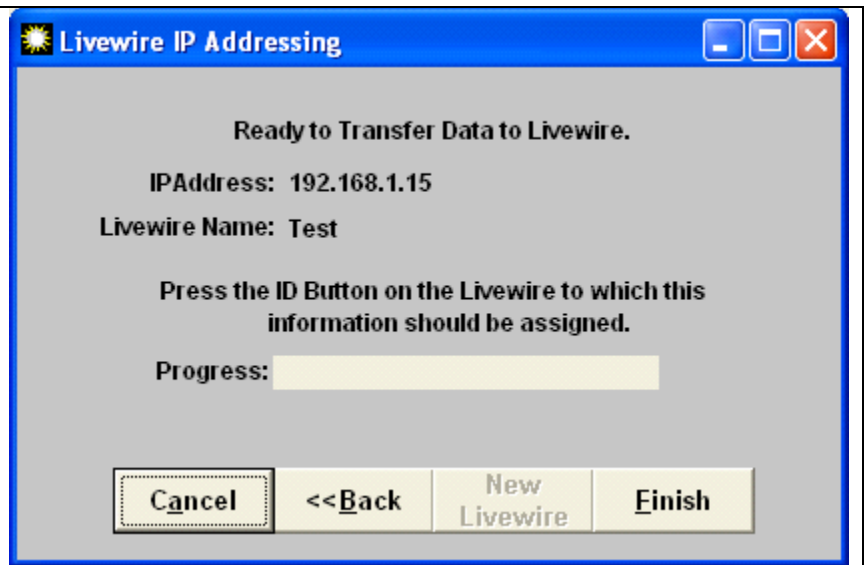 Livewire IP Addressing
Ready to Transfer Data to Livewire.
IPAddress: 192.168.1.15
Livewire Name: Test
Press the ID Button on the Livewire to which this
information should be assigned.
Progress:
Cancel
<<Back
New
Livewire
Finish